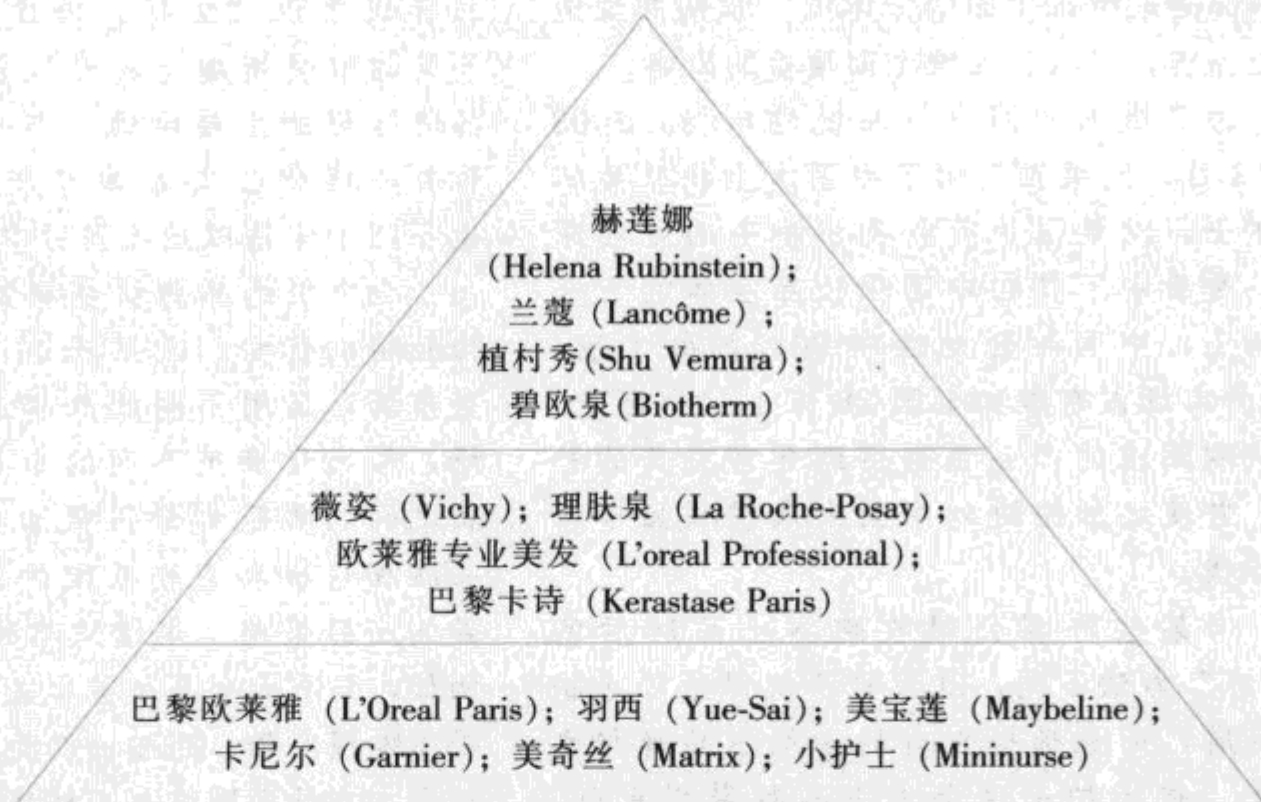 赫莲娜
(Helena Rubinstein);
兰蔻 (Lancôme) ;
植村秀(Shu Vemura);
碧欧泉(Biotherm)
薇姿 (Vichy); 理肤泉 (La Roche-Posay);
欧莱雅专业美发 (L'oreal Professional);
巴黎卡诗 (Kerastase Paris)
巴黎欧莱雅 (L'Oreal Paris); 羽西 (Yue-Sai); 美宝莲 (Maybeline);
卡尼尔 (Garnier); 美奇丝 (Matrix); 小护士 (Mininurse)